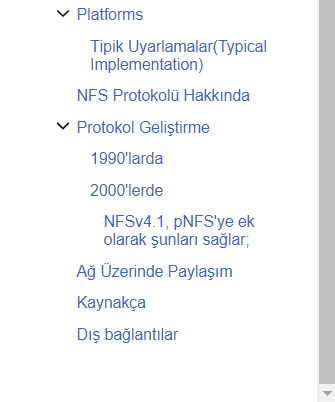 Platforms
Tipik Uyarlamalar(Typical
Implementation)
NFS Protokolü Hakkında
Protokol Geliştirme
1990'larda
2000'lerde
NFSv4.1, pNFS'ye ek
olarak şunları sağlar;
Ağ Üzerinde Paylaşım
Kaynakça
Dış bağlantılar